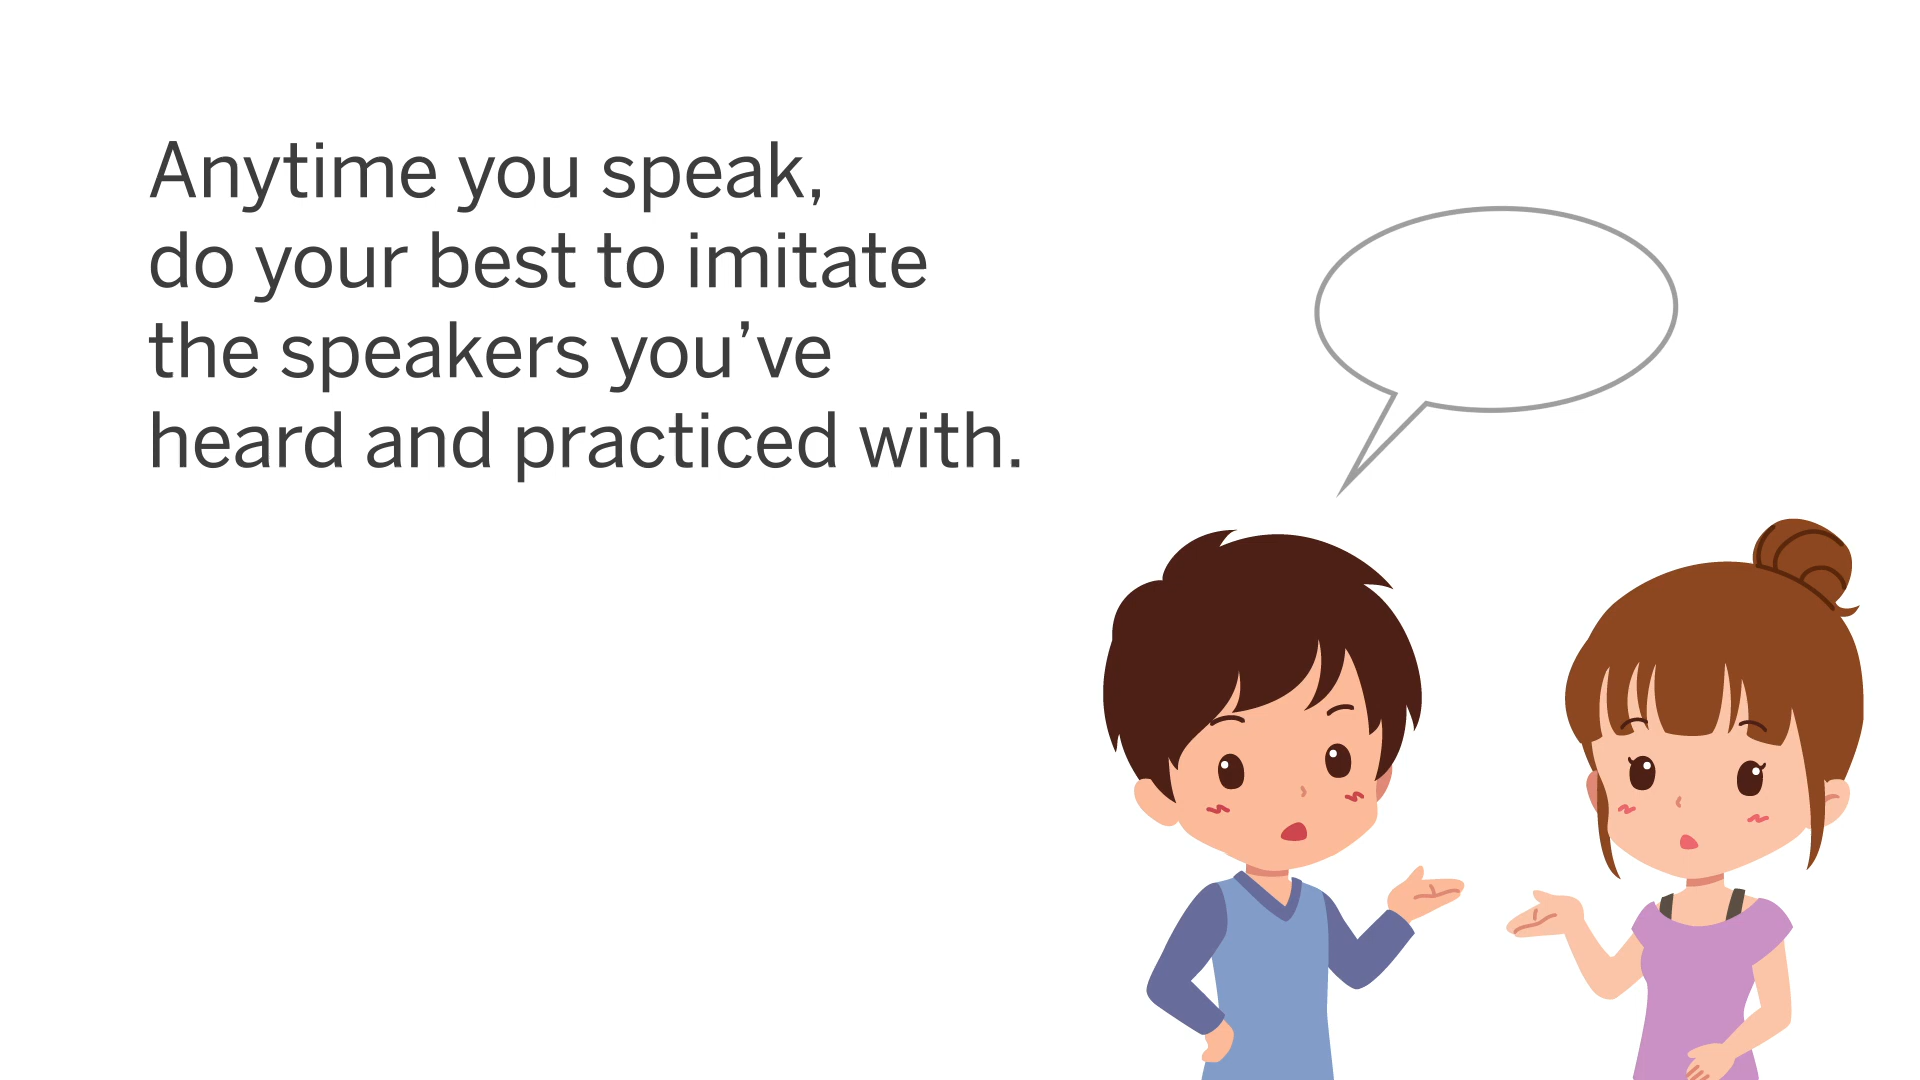 Anytime you speak,
do your best to imitate
the speakers you’ve
heard and practiced with.